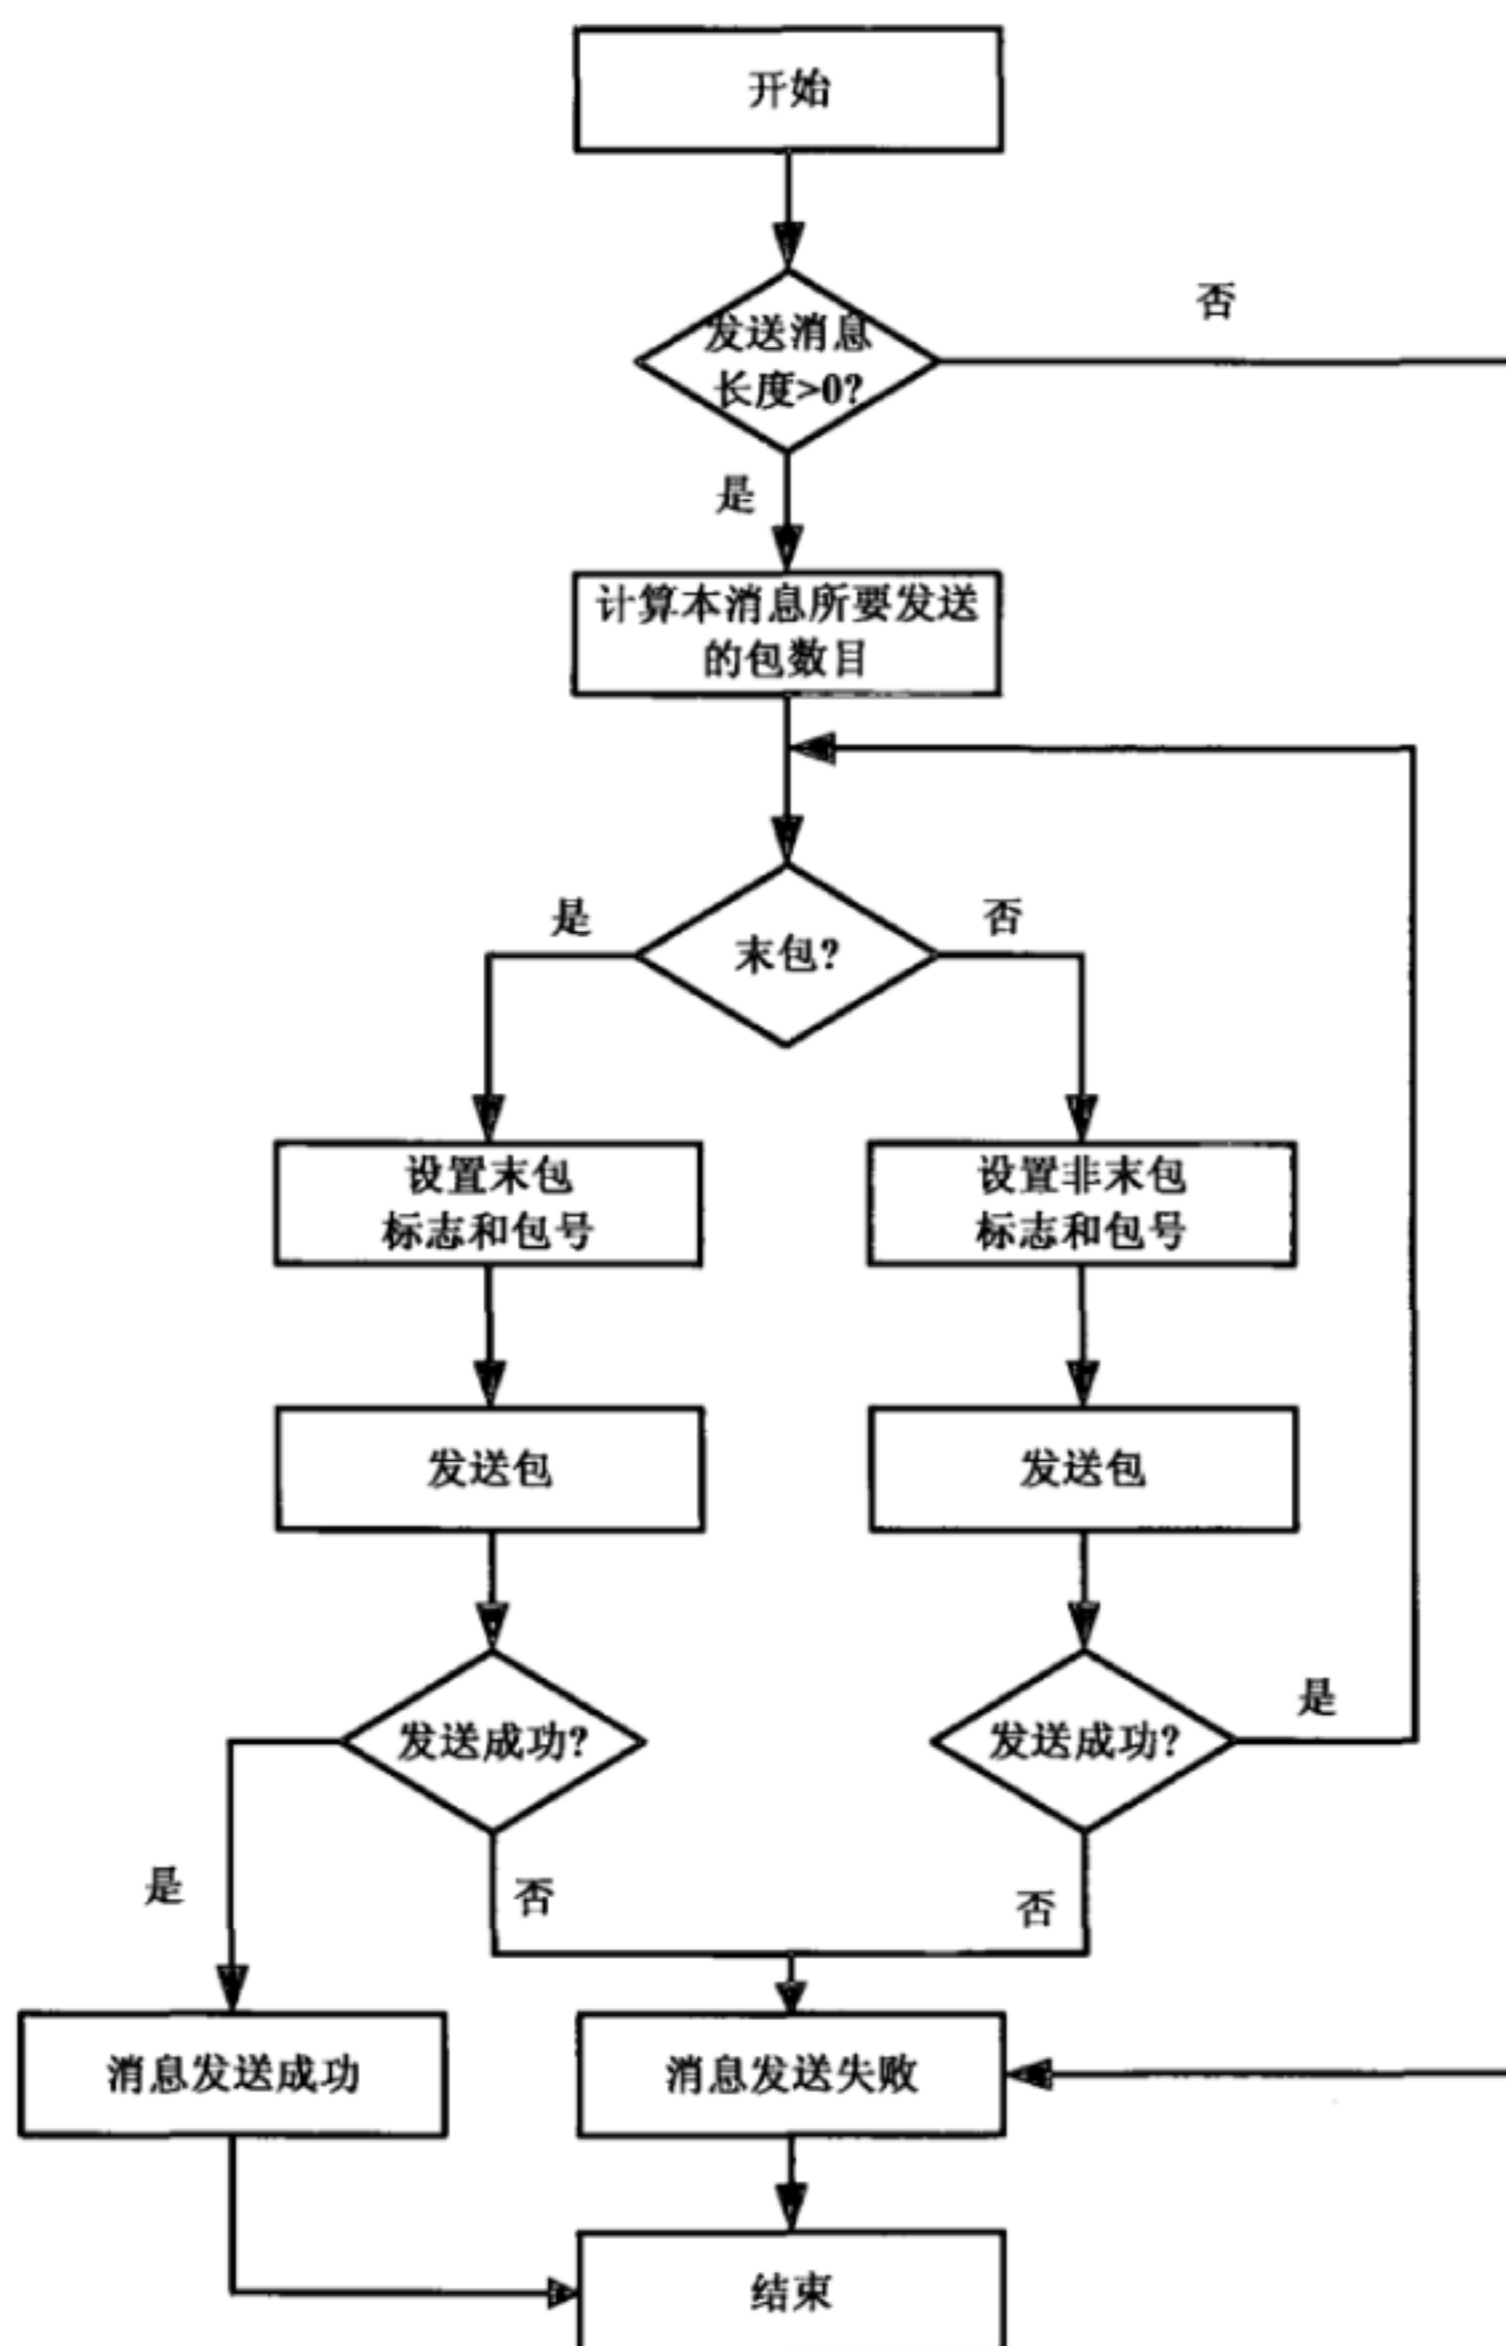 开始
发送消息
长度>0?
否
是
计算本消息所要发送
的包数目
是
末包?
否
设置末包
标志和包号
设置非末包
标志和包号
发送包
发送包
发送成功?
发送成功?
是
是
否
否
消息发送成功
消息发送失败
结束